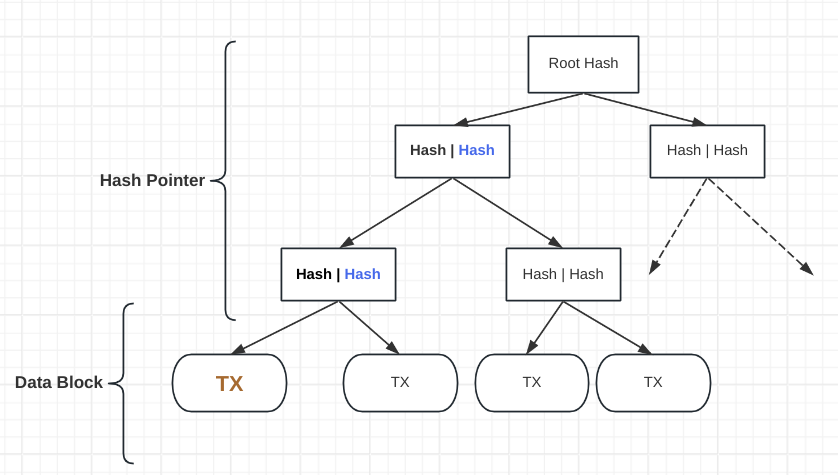 Root Hash
Hash | Hash
Hash | Hash
Hash Pointer
Hash | Hash
Hash | Hash
Data Block
TX
TX
TX
TX